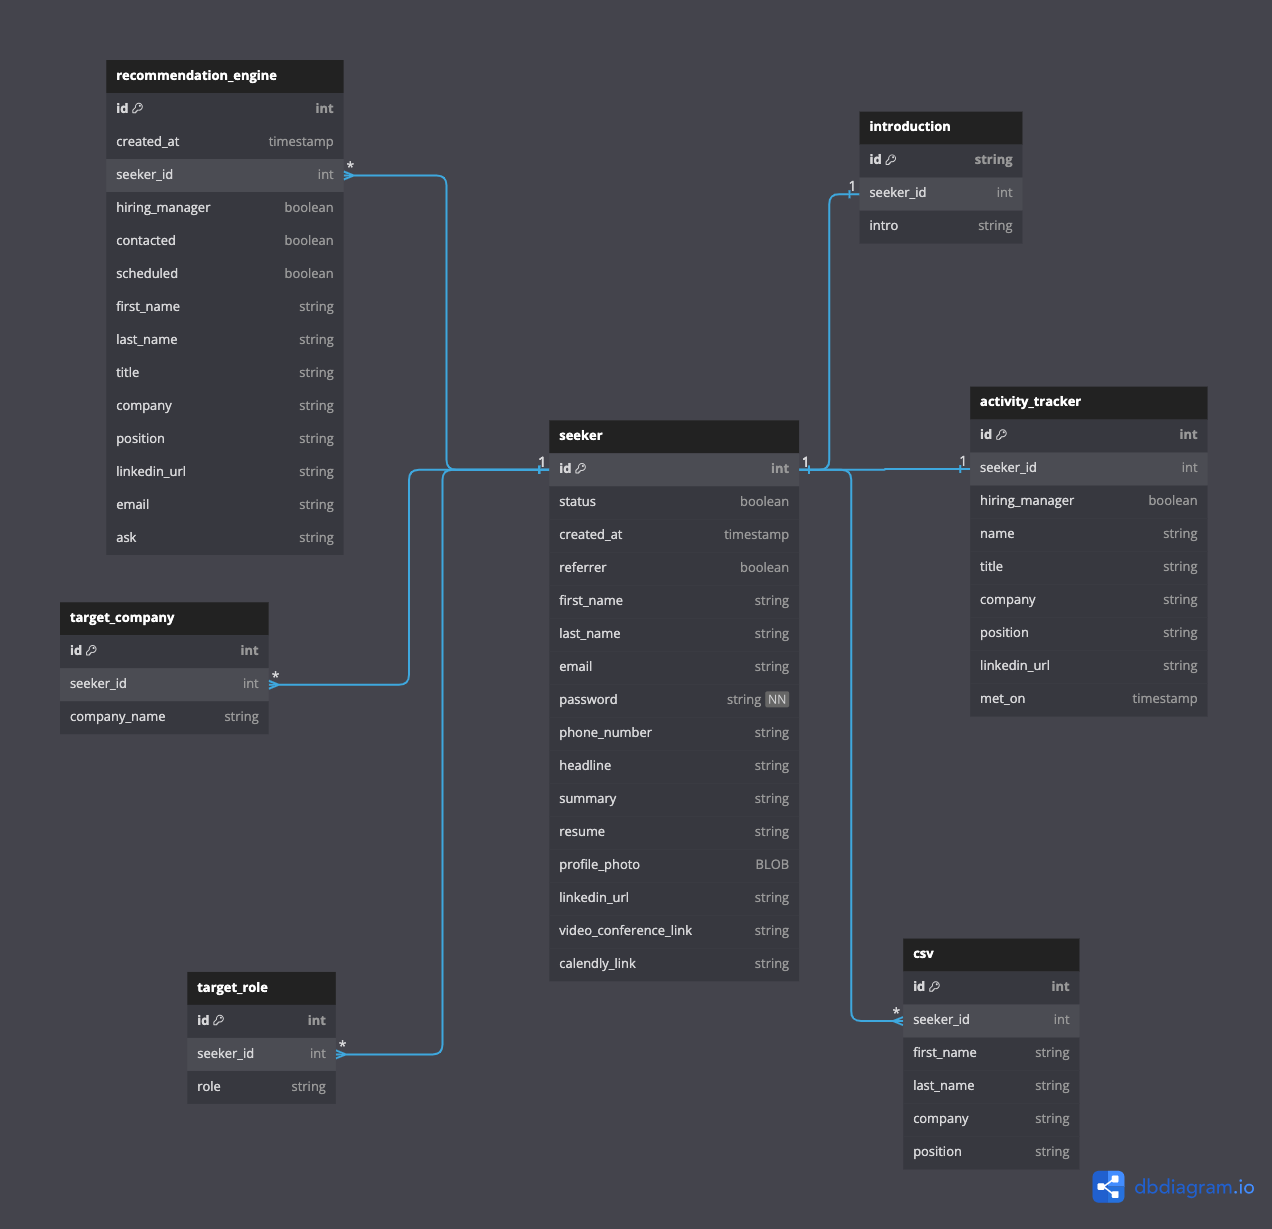 recommendation_engine
id int
created_at timestamp
* 
seeker_id int
hiring_manager boolean
contacted boolean
scheduled boolean
first_name string
last_name string
title string
company string
position string
linkedin_url string
email string
ask string
target_company
id int
*
seeker_id int
company_name string
target_role
id int
*
seeker_id int
role string
seeker
1 id int 1
status boolean
created_at timestamp
referrer boolean
first_name string
last_name string
email string
password string NN
phone_number string
headline string
summary string
resume string
profile_photo BLOB
linkedin_url string
video_conference_link string
calendly_link string
introduction
id string
1 seeker_id int
intro string
activity_tracker
id int
1 seeker_id int
hiring_manager boolean
name string
title string
company string
position string
linkedin_url string
met_on timestamp
csv
id int
* seeker_id int
first_name string
last_name string
company string
position string
dbdiagram.io